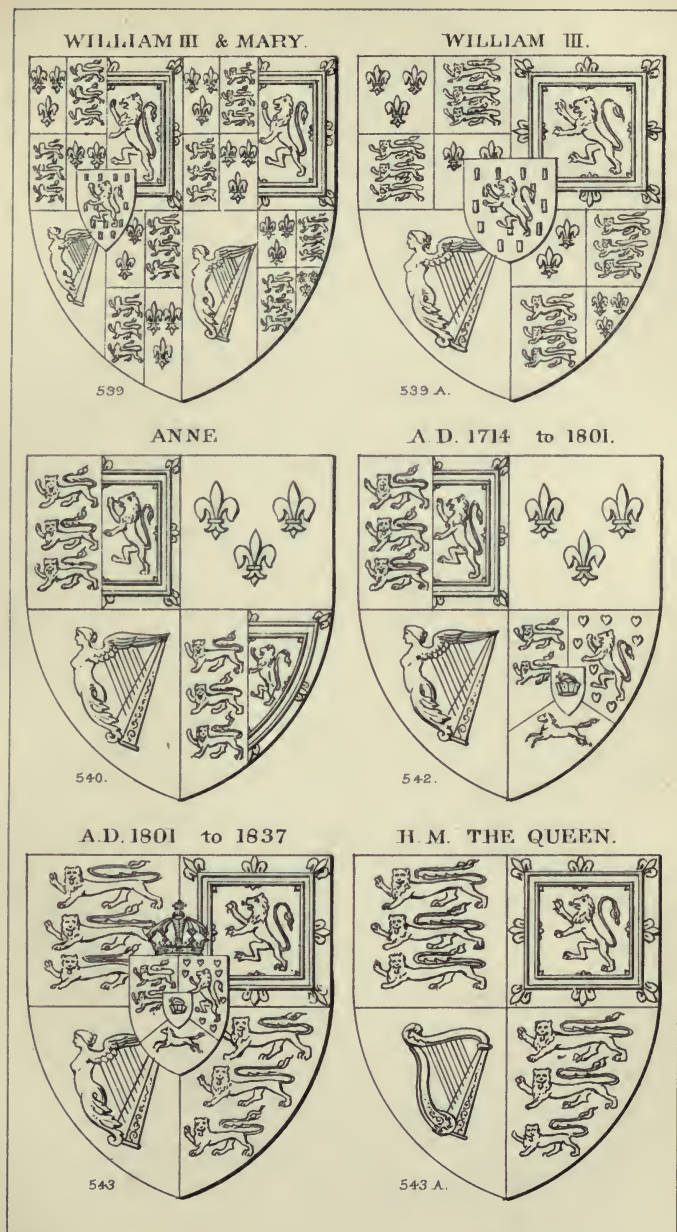 WILLIAM III & MARY.
WILLIAM III.
539
539 A.
ANNE
A.D. 1714 to 1801.
540.
542.
A.D. 1801 to 1837
H.M. THE QUEEN.
543
543 A.